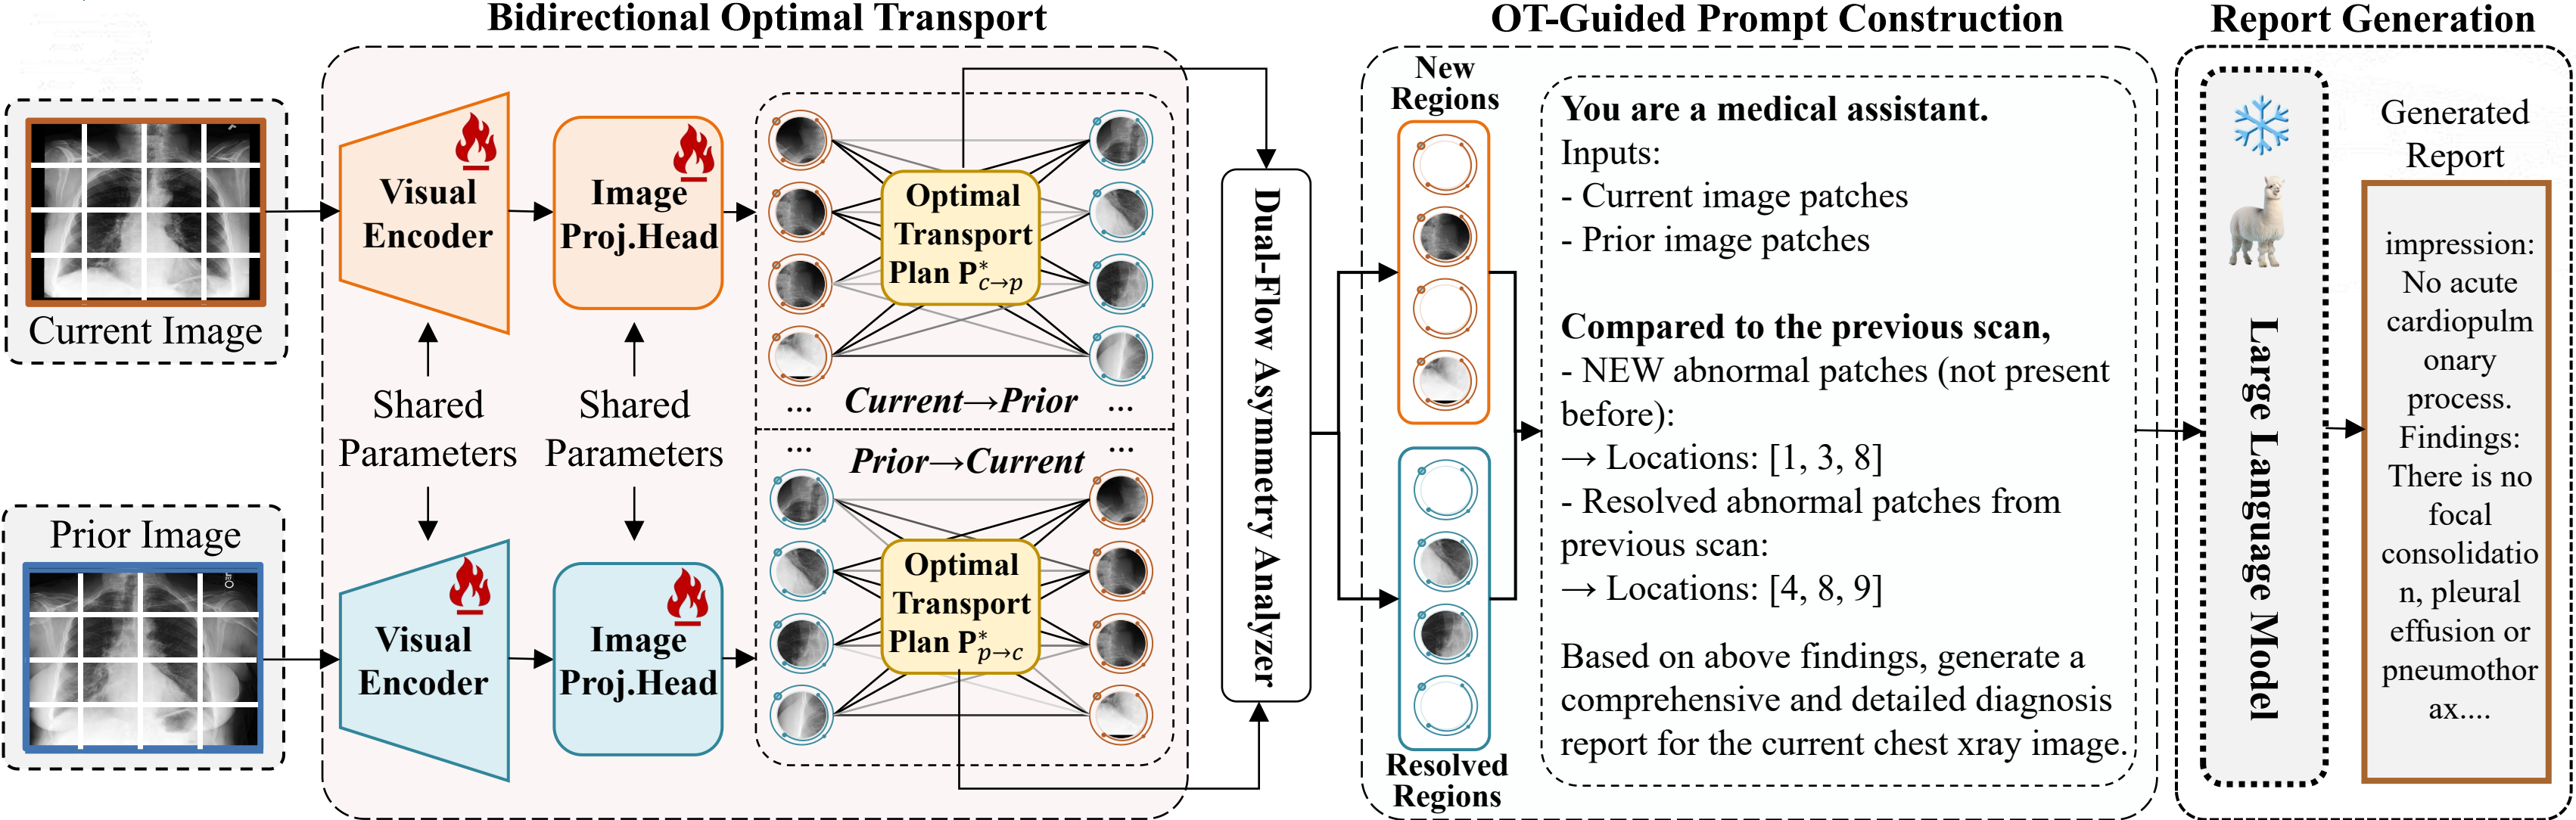 Bidirectional Optimal Transport
OT-Guided Prompt Construction
Report Generation
Current Image
Prior Image
Visual
Encoder
Image
Proj.Head
Shared
Parameters
Shared
Parameters
Visual
Encoder
Image
Proj.Head
Optimal
Transport
Plan P*c→p
... Current→Prior ...
... Prior→Current ...
Optimal
Transport
Plan P*p→c
Dual-Flow Asymmetry Analyzer
New
Regions
Resolved
Regions
You are a medical assistant.
Inputs:
- Current image patches
- Prior image patches
Compared to the previous scan,
- NEW abnormal patches (not present
before):
→ Locations: [1, 3, 8]
- Resolved abnormal patches from
previous scan:
→ Locations: [4, 8, 9]
Based on above findings, generate a
comprehensive and detailed diagnosis
report for the current chest xray image.
Large Language Model
Generated
Report
impression:
No acute
cardiopulm
onary
process.
Findings:
There is no
focal
consolidatio
n, pleural
effusion or
pneumothor
ax....